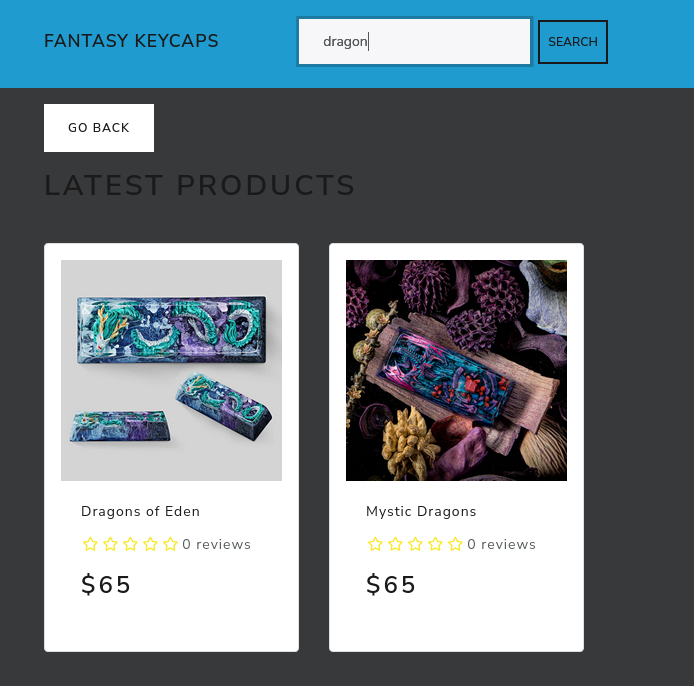 FANTASY KEYCAPS
dragon
SEARCH
GO BACK
LATEST PRODUCTS
Dragons of Eden
0 reviews
$65
Mystic Dragons
0 reviews
$65